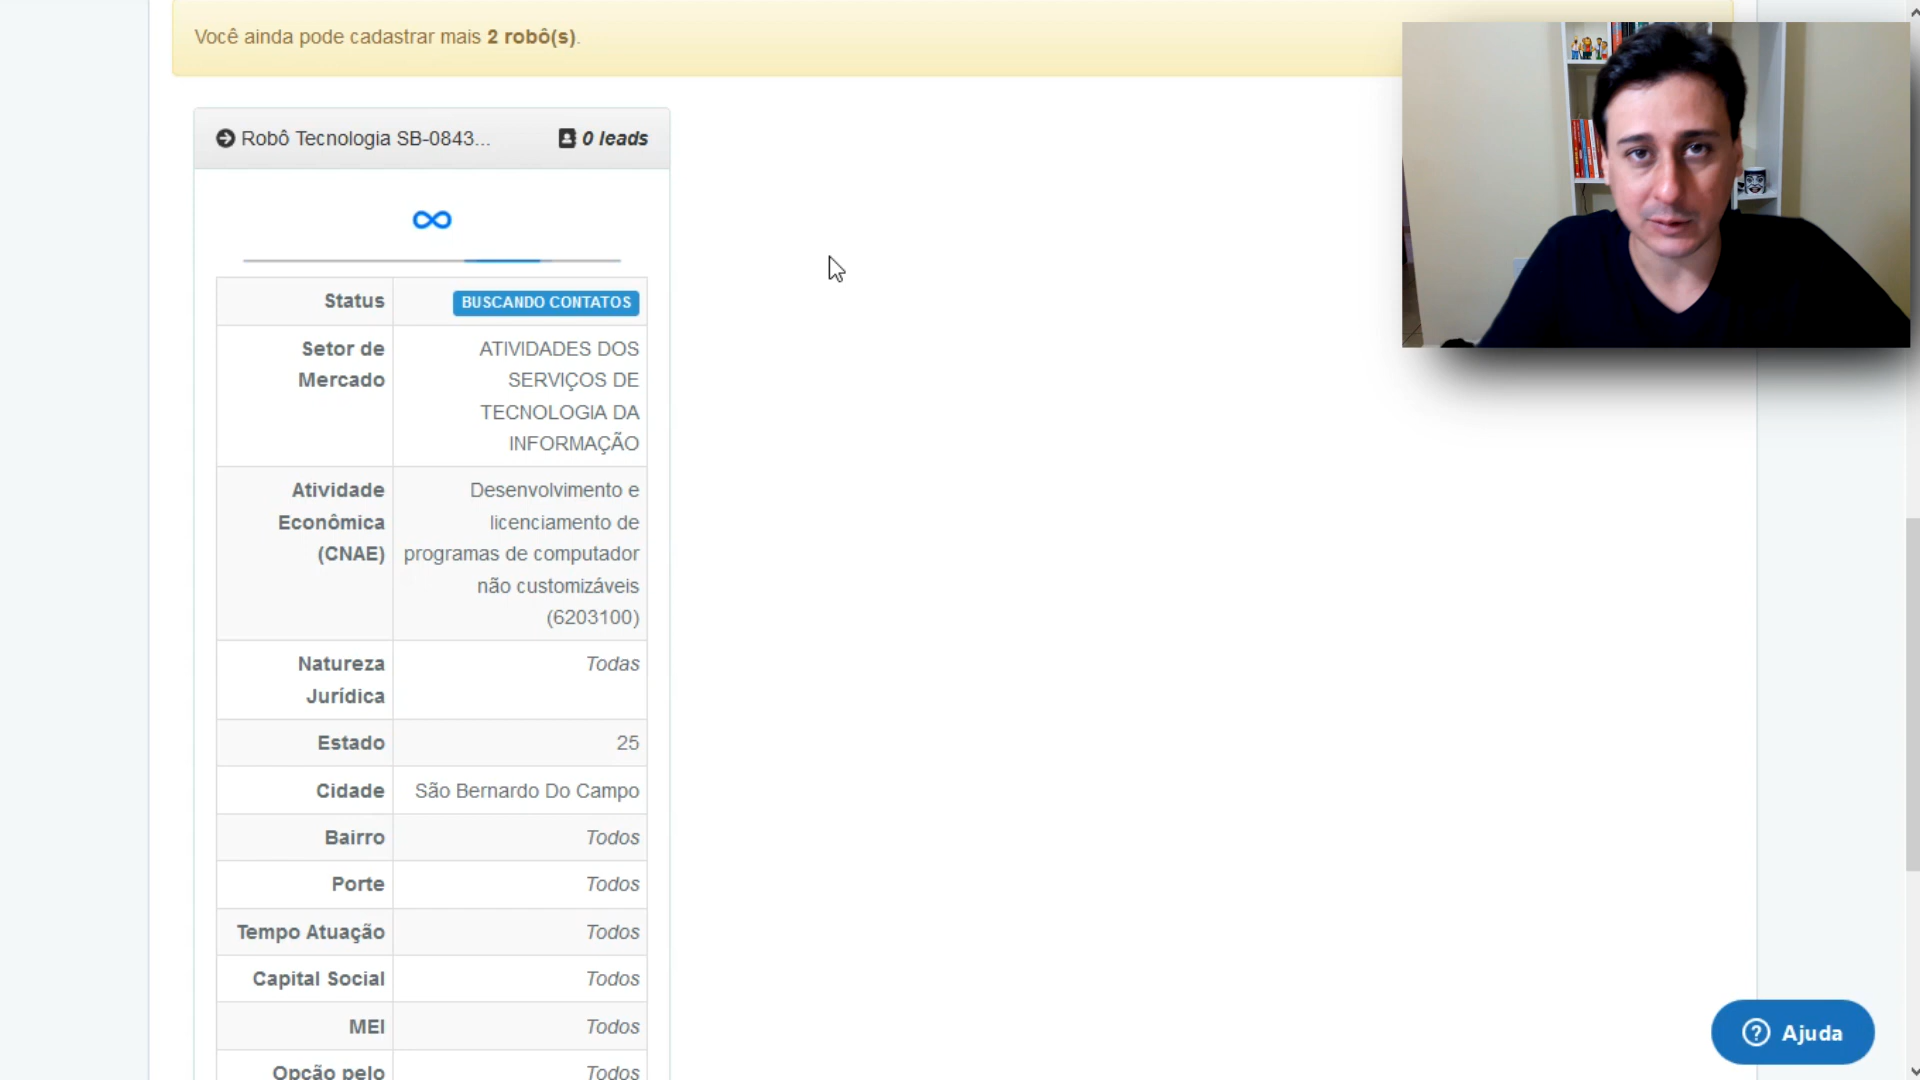 Você ainda pode cadastrar mais 2 robô(s).
Robô Tecnologia SB-0843... 0 leads
Status BUSCANDO CONTATOS
Setor de Mercado ATIVIDADES DOS
SERVIÇOS DE
TECNOLOGIA DA
INFORMAÇÃO
Atividade Econômica (CNAE) Desenvolvimento e
licenciamento de
programas de computador
não customizáveis
(6203100)
Natureza Jurídica Todas
Estado 25
Cidade São Bernardo Do Campo
Bairro Todos
Porte Todos
Tempo Atuação Todos
Capital Social Todos
MEI Todos
Opção pelo Todos
Ajuda